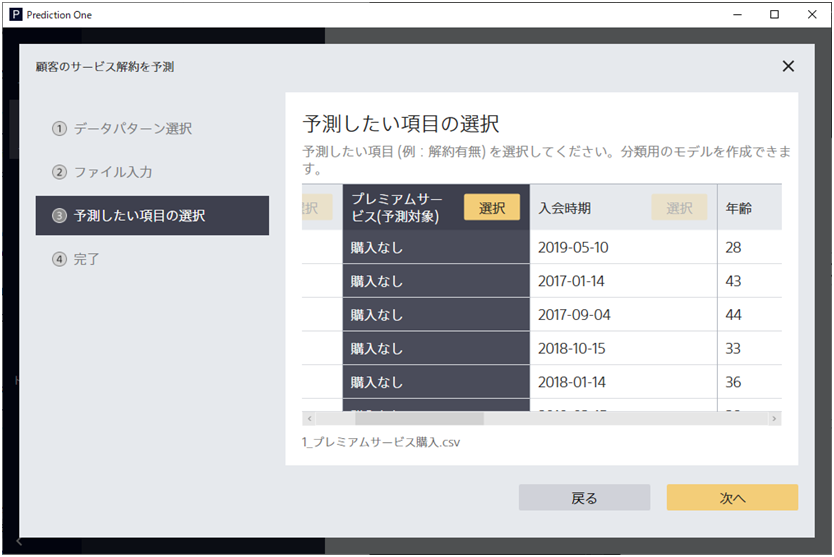 Prediction One
顧客のサービス解約を予測
1 データパターン選択
2 ファイル入力
3 予測したい項目の選択
4 完了
予測したい項目の選択
予測したい項目 (例：解約有無) を選択してください。分類用のモデルを作成できま
す。
択 プレミアムサー
ビス(予測対象) 選択 入会時期 選択 年齢
購入なし 2019-05-10 28
購入なし 2017-01-14 43
購入なし 2017-09-04 44
購入なし 2018-10-15 33
購入なし 2018-01-14 36
1_プレミアムサービス購入.csv
戻る 次へ